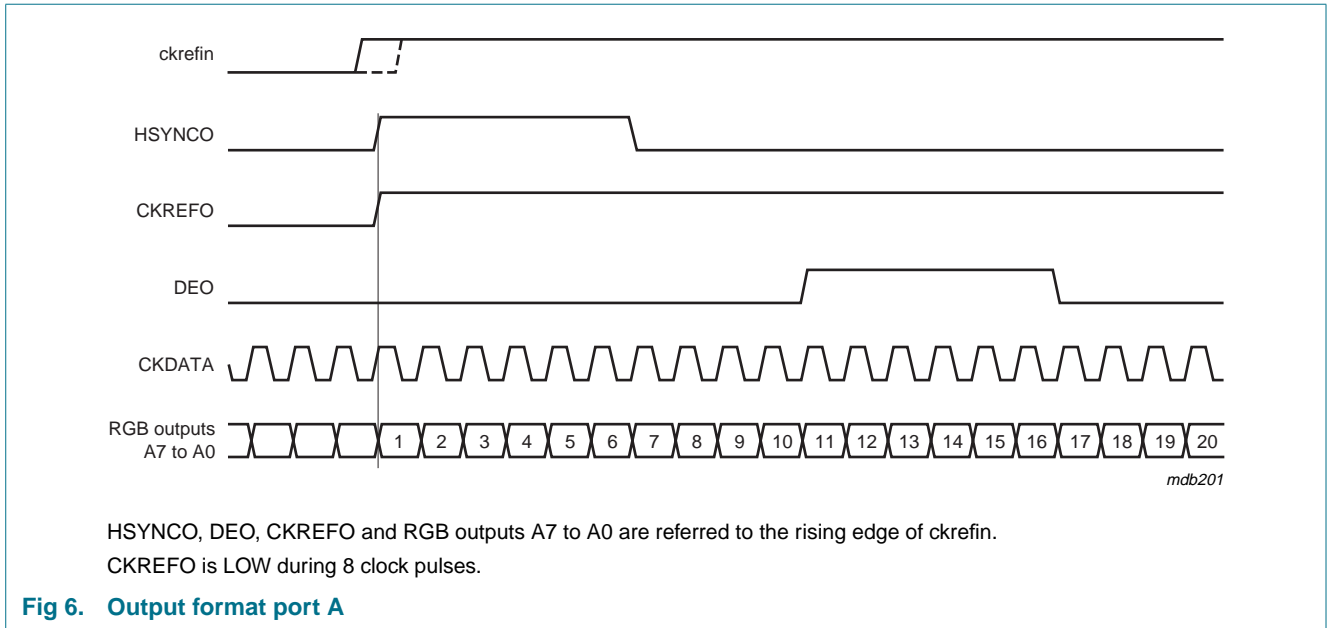 ckrefin
HSYNCO
CKREFO
DEO
CKDATA
RGB outputs
A7 to A0
1 2 3 4 5 6 7 8 9 10 11 12 13 14 15 16 17 18 19 20
mdb201
HSYNCO, DEO, CKREFO and RGB outputs A7 to A0 are referred to the rising edge of ckrefin.
CKREFO is LOW during 8 clock pulses.
Fig 6. Output format port A